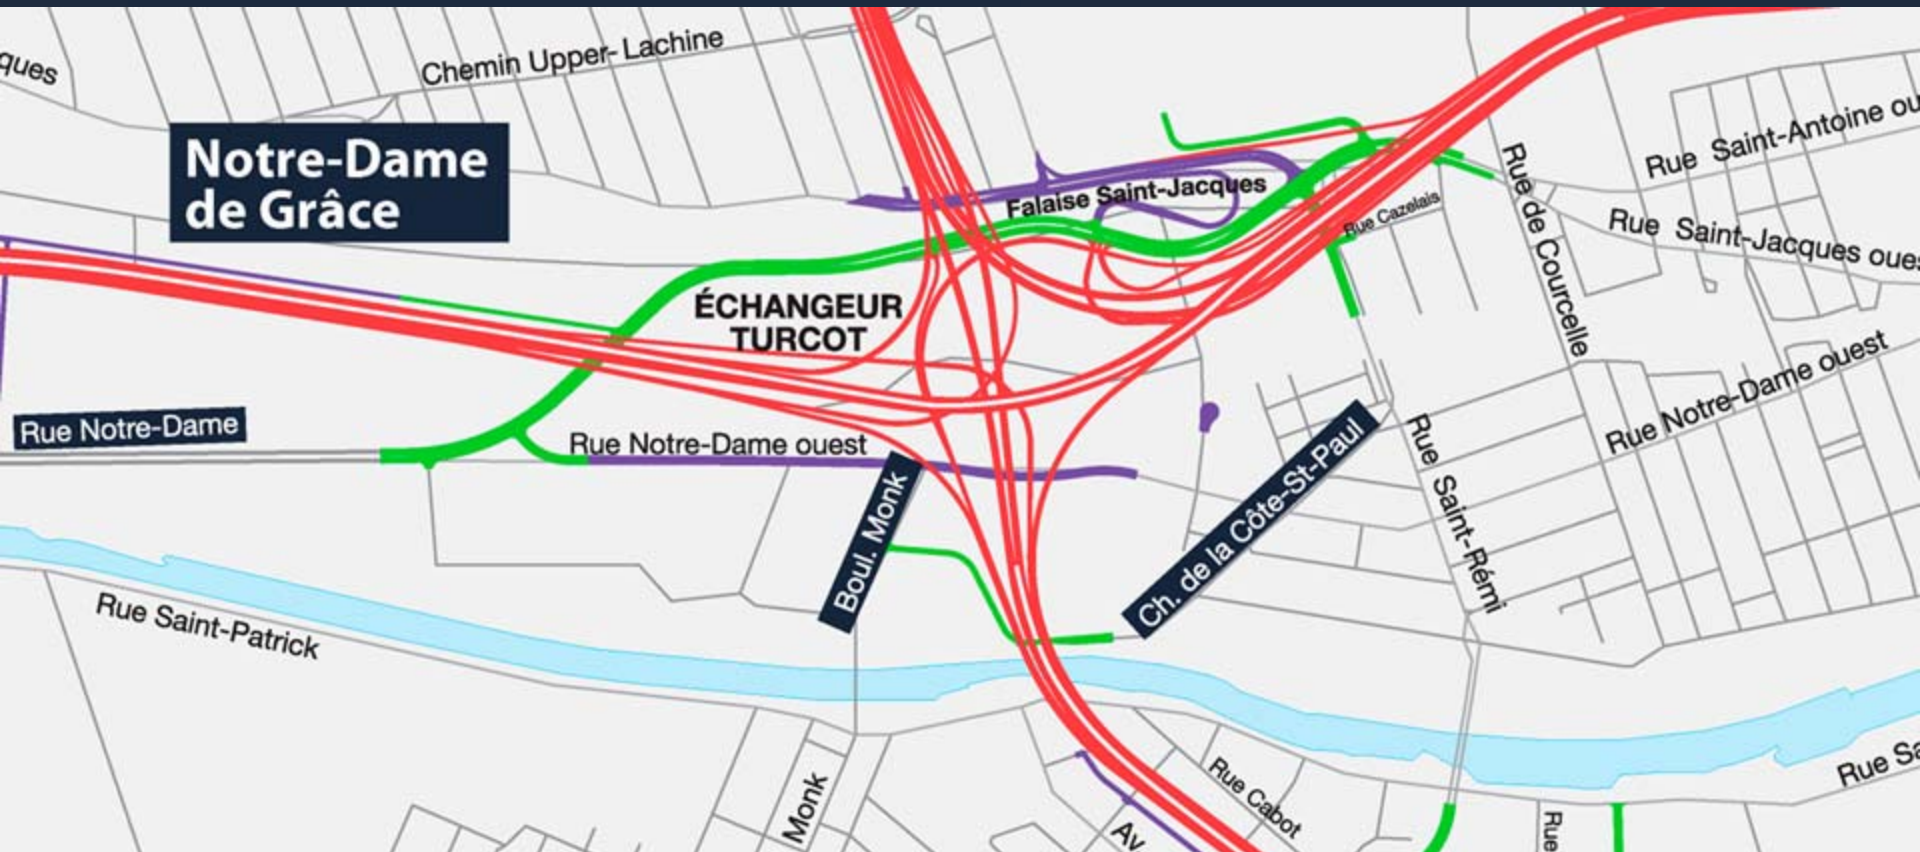 ques
Chemin Upper-Lachine
Notre-Dame
de Grâce
Falaise Saint-Jacques
Rue Cazelais
Rue de Courcelle
Rue Saint-Antoine ou
Rue Saint-Jacques oues
ÉCHANGEUR
TURCOT
Rue Notre-Dame
Rue Notre-Dame ouest
Rue Notre-Dame ouest
Boul. Monk
Ch. de la Côte-St-Paul
Rue Saint-Rémi
Rue Saint-Patrick
Monk
Av
Rue Cabot
Rue
Rue Sa